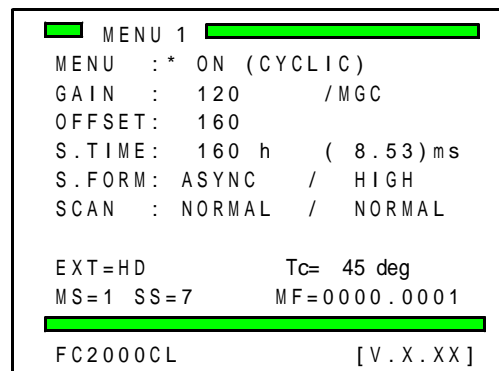 MENU 1
MENU :* ON (CYCLIC)
GAIN : 120 /MGC
OFFSET: 160
S.TIME: 160 h ( 8.53)ms
S.FORM: ASYNC / HIGH
SCAN : NORMAL / NORMAL
EXT=HD Tc= 45 deg
MS=1 SS=7 MF=0000.0001
FC2000CL [V.X.XX]